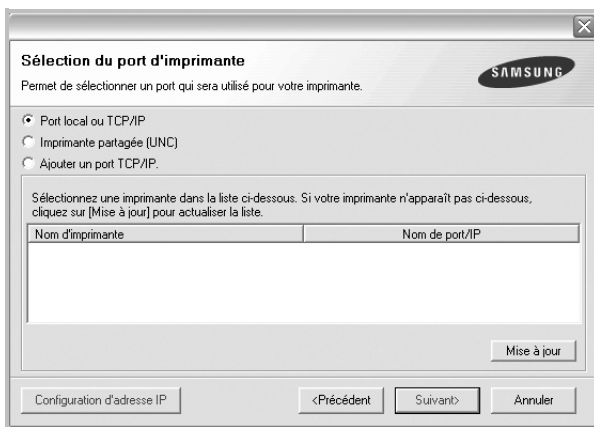 Sélection du port d'imprimante
Permet de sélectionner un port qui sera utilisé pour votre imprimante.
SAMSUNG
Port local ou TCP/IP
Imprimante partagée (UNC)
Ajouter un port TCP/IP.
Sélectionnez une imprimante dans la liste ci-dessous. Si votre imprimante n'apparaît pas ci-dessous,
cliquez sur [Mise à jour] pour actualiser la liste.
Nom d'imprimante Nom de port/IP
Mise à jour
Configuration d'adresse IP <Précédent Suivant> Annuler